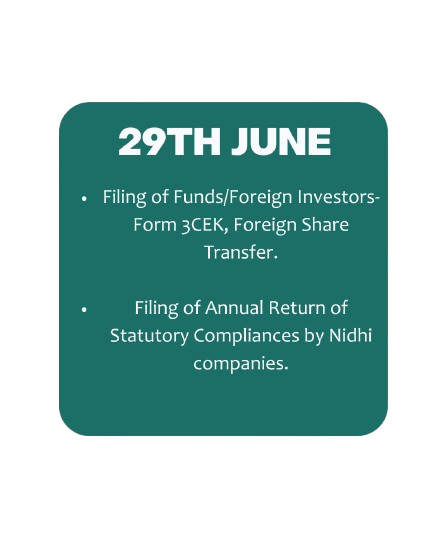 29TH JUNE
• Filing of Funds/Foreign Investors-
Form 3CEK, Foreign Share
Transfer.
• Filing of Annual Return of
Statutory Compliances by Nidhi
companies.